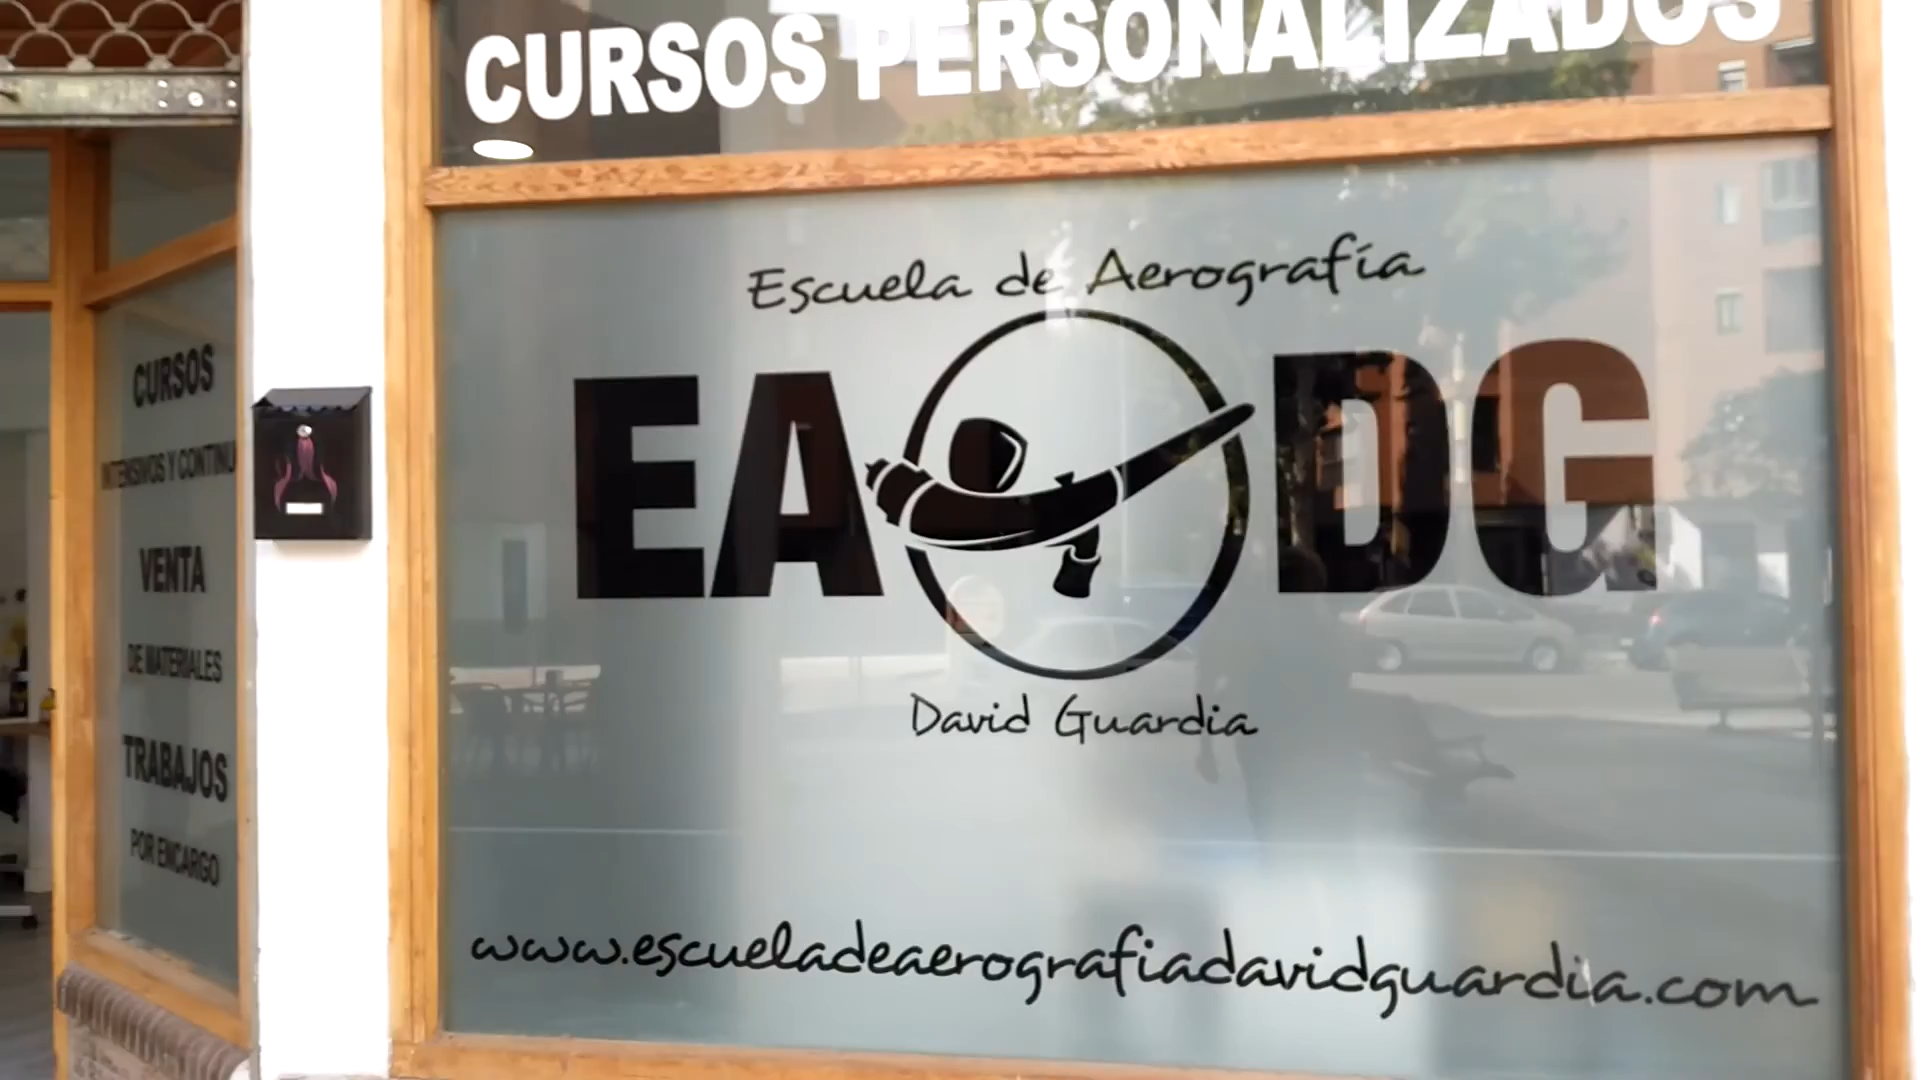 CURSOS PERSONALIZADOS
Escuela de Aerografía
EA DG
David Guardia
www.escueladeaerografiadavidguardia.com
CURSOS
INTENSIVOS Y CONTINU
VENTA
DE MATERIALES
TRABAJOS
POR ENCARGO